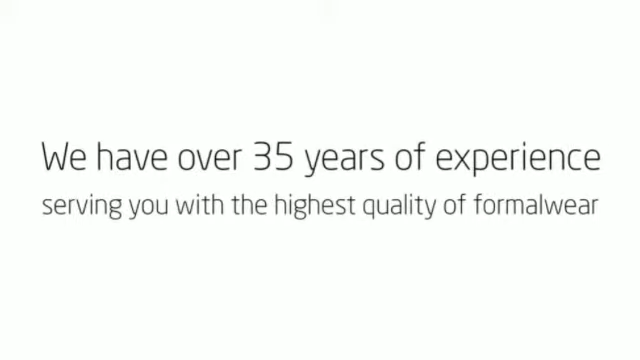 We have over 35 years of experience
serving you with the highest quality of formalwear